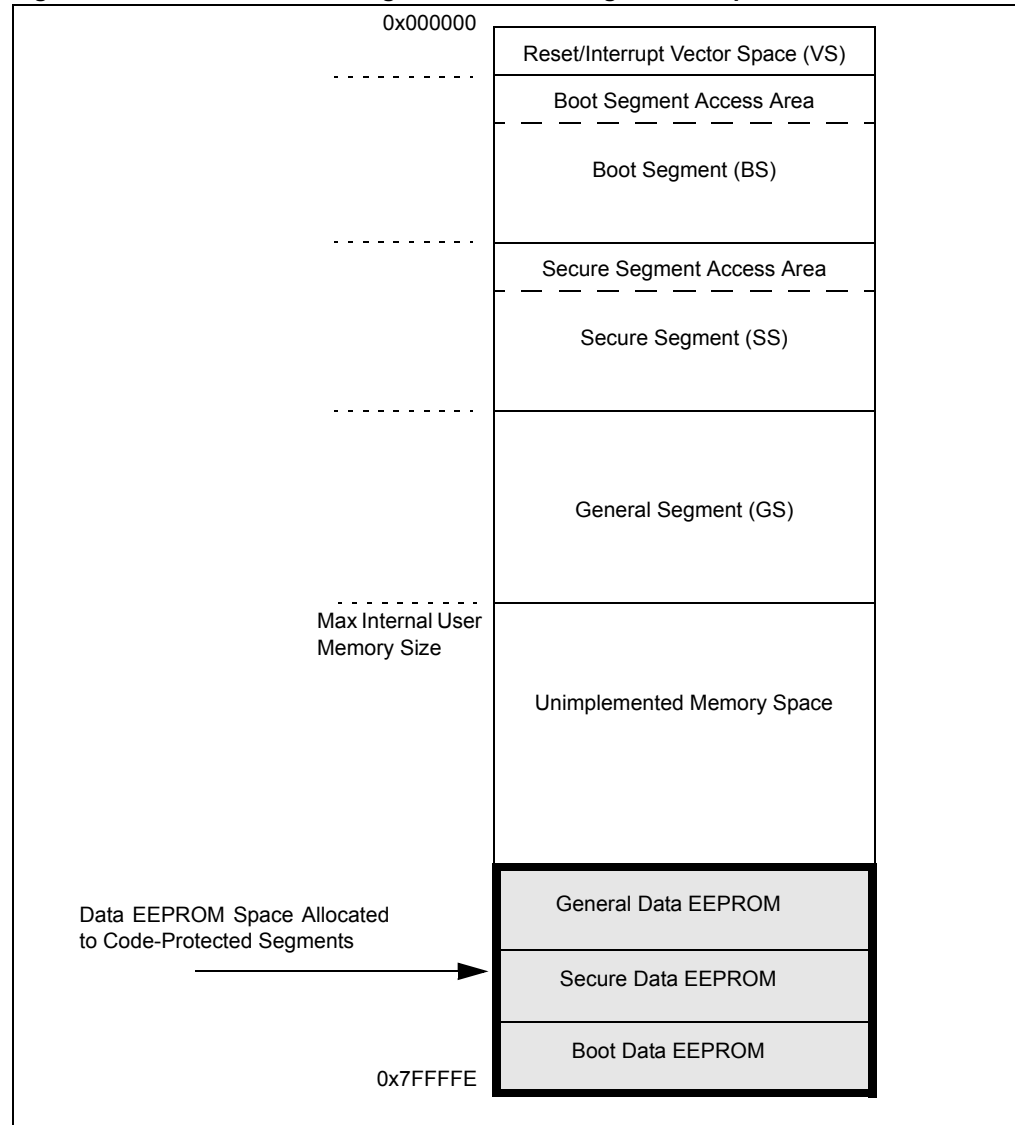 0x000000
Reset/Interrupt Vector Space (VS)
Boot Segment Access Area
Boot Segment (BS)
Secure Segment Access Area
Secure Segment (SS)
General Segment (GS)
Max Internal User
Memory Size
Unimplemented Memory Space
General Data EEPROM
Data EEPROM Space Allocated
to Code-Protected Segments
Secure Data EEPROM
Boot Data EEPROM
0x7FFFFE